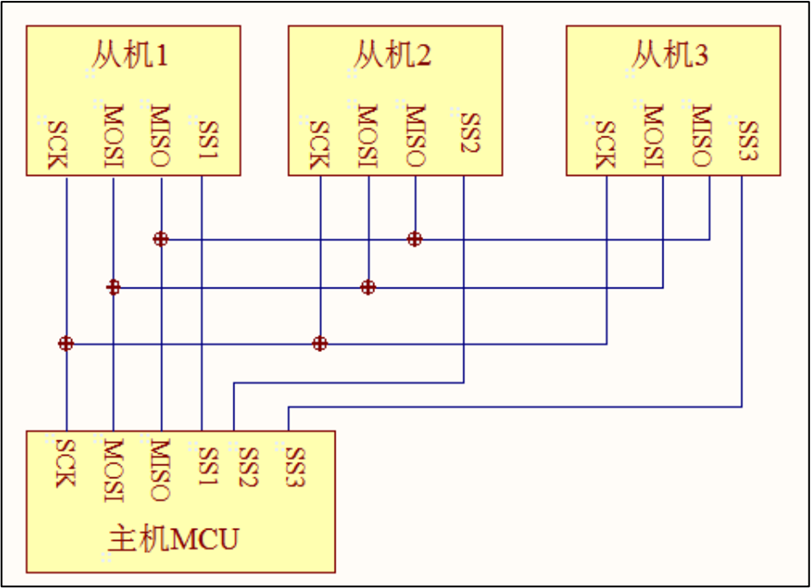 从机1
从机2
从机3
SCK
MOSI
MISO
SS1
SCK
MOSI
MISO
SS2
SCK
MOSI
MISO
SS3
SCK
MOSI
MISO
SS1
SS2
SS3
主机MCU